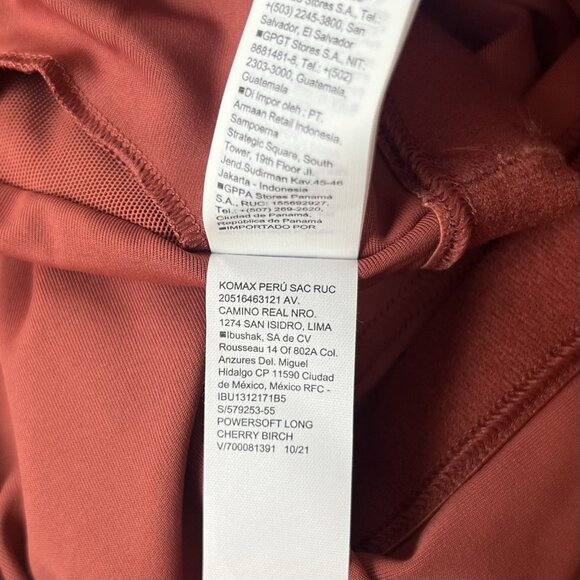 Stores S.A., Tel.:
+(503) 2245-3800, San
Salvador, El Salvador
■GPGT Stores S.A., NIT.
8681481-8, Tel.: +(502)
2303-3000, Guatemala,
Guatemala
■Di Impor oleh : PT.
Armaan Retail Indonesia,
Sampoerna
Strategic Square, South
Tower, 19th Floor Jl.
Jend.Sudirman Kav.45-46
Jakarta - Indonesia
■GPPA Stores Panamá
S.A., RUC: 155692927,
Tel.: +(507) 269-2620,
Ciudad de Panamá,
República de Panamá
■IMPORTADO POR
KOMAX PERÚ SAC RUC
20516463121 AV.
CAMINO REAL NRO.
1274 SAN ISIDRO, LIMA
■Ibushak, SA de CV
Rousseau 14 Of 802A Col.
Anzures Del. Miguel
Hidalgo CP 11590 Ciudad
de México, México RFC -
IBU1312171B5
S/579253-55
POWERSOFT LONG
CHERRY BIRCH
V/700081391 10/21